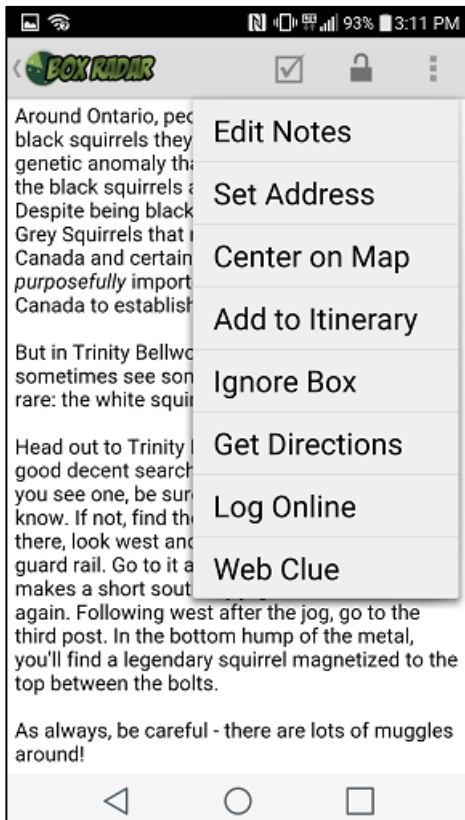 93% 3:11 PM
BOX RADAR
Around Ontario, peo
black squirrels they
genetic anomaly tha
the black squirrels a
Despite being black
Grey Squirrels that
Canada and certain
purposefully import
Canada to establish
But in Trinity Bellwo
sometimes see som
rare: the white squi
Head out to Trinity
good decent search
you see one, be sur
know. If not, find th
there, look west and
guard rail. Go to it a
makes a short sout
again. Following west after the jog, go to the
third post. In the bottom hump of the metal,
you'll find a legendary squirrel magnetized to the
top between the bolts.
As always, be careful - there are lots of muggles
around!
Edit Notes
Set Address
Center on Map
Add to Itinerary
Ignore Box
Get Directions
Log Online
Web Clue